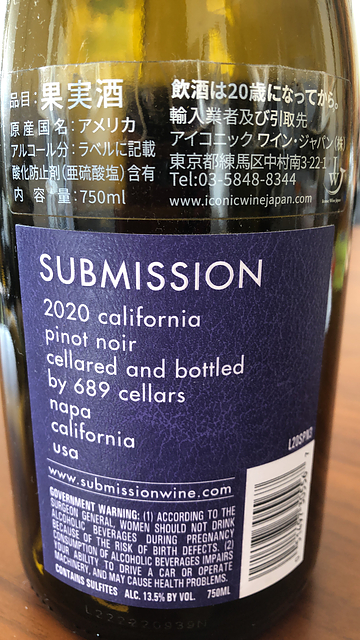 品目:果実酒
飲酒は20歳になってから。
原産国名:アメリカ
輸入業者及び引取先
アルコール分:ラベルに記載
アイコニック ワイン・ジャパン(株)
酸化防止剤(亜硫酸塩)含有
東京都練馬区中村南3-22-1
内容量:750ml
Tel:03-5848-8344
www.iconicwinejapan.com
SUBMISSION
2020 california
pinot noir
cellared and bottled
by 689 cellars
napa
california
usa
www.submissionwine.com
L20SPN3
GOVERNMENT WARNING: (1) ACCORDING TO THE
SURGEON GENERAL, WOMEN SHOULD NOT DRINK
ALCOHOLIC BEVERAGES DURING PREGNANCY
BECAUSE OF THE RISK OF BIRTH DEFECTS. (2)
CONSUMPTION OF ALCOHOLIC BEVERAGES IMPAIRS
YOUR ABILITY TO DRIVE A CAR OR OPERATE
MACHINERY, AND MAY CAUSE HEALTH PROBLEMS.
CONTAINS SULFITES ALC. 13.5% BY VOL. 750ML